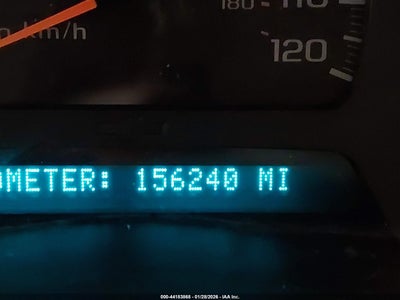 180
110
km/h
120
OMETER: 156240 MI
000-44183868 - 01/28/2026 - IAA Inc.